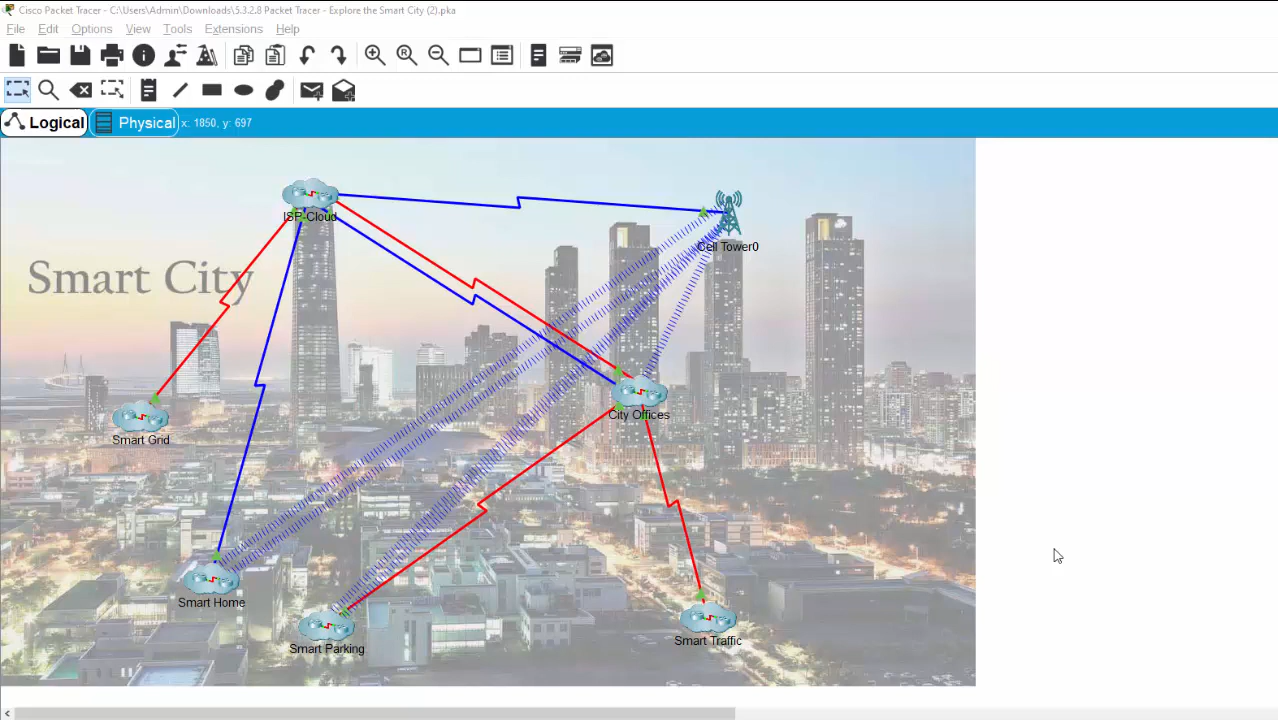 Cisco Packet Tracer - C:\Users\Admin\Downloads\5.3.2.8 Packet Tracer - Explore the Smart City (2).pka
File Edit Options View Tools Extensions Help
Logical Physical x: 1850, y: 697
ISP-Cloud
Cell Tower0
Smart City
City Offices
Smart Grid
Smart Home
Smart Traffic
Smart Parking